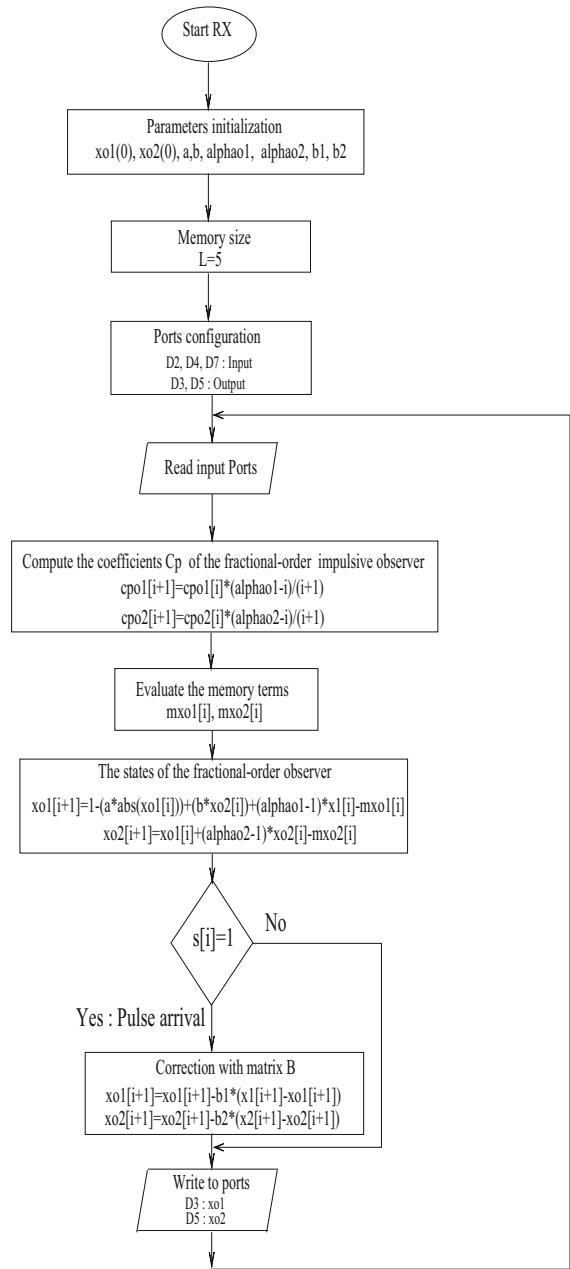 Start RX
Parameters initialization
xo1(0), xo2(0), a,b, alphao1, alphao2, b1, b2
Memory size
L=5
Ports configuration
D2, D4, D7 : Input
D3, D5 : Output
Read input Ports
Compute the coefficients Cp of the fractional-order impulsive observer
cpo1[i+1]=cpo1[i]*(alphao1-i)/(i+1)
cpo2[i+1]=cpo2[i]*(alphao2-i)/(i+1)
Evaluate the memory terms
mxo1[i], mxo2[i]
The states of the fractional-order observer
xo1[i+1]=1-(a*abs(xo1[i]))+(b*xo2[i])+(alphao1-1)*x1[i]-mxo1[i]
xo2[i+1]=xo1[i]+(alphao2-1)*xo2[i]-mxo2[i]
s[i]=1
No
Yes : Pulse arrival
Correction with matrix B
xo1[i+1]=xo1[i+1]-b1*(x1[i+1]-xo1[i+1])
xo2[i+1]=xo2[i+1]-b2*(x2[i+1]-xo2[i+1])
Write to ports
D3 : xo1
D5 : xo2